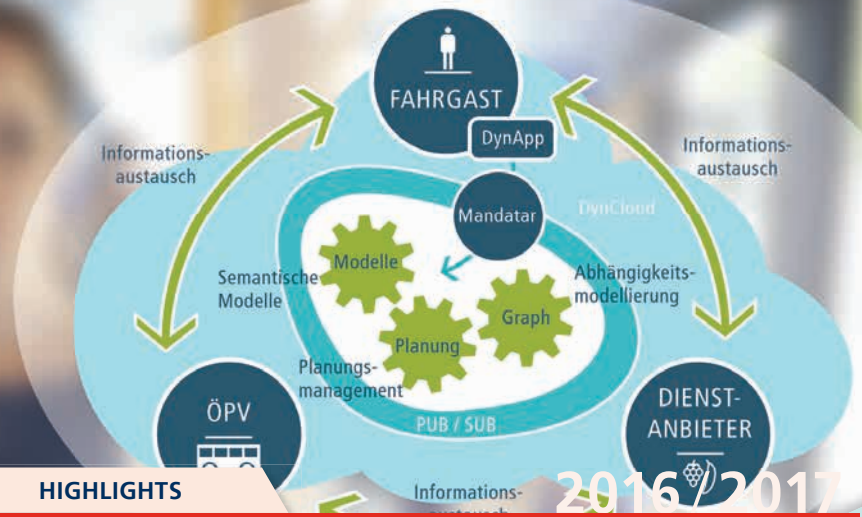 FAHRGAST
DynApp
Informations-
austausch
Informations-
austausch
Mandatar
DynCloud
Semantische
Modelle
Modelle
Abhängigkeits-
modellierung
Graph
Planung
Planungs-
management
PUB / SUB
ÖPV
DIENST-
ANBIETER
Informations-
HIGHLIGHTS
2016/2017